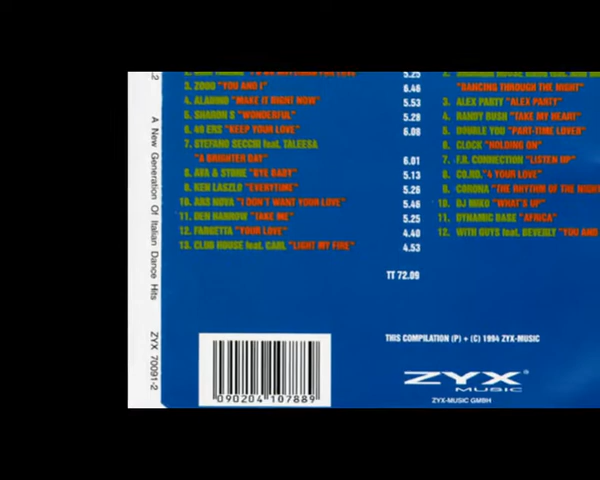 A New Generation Of Italian Dance Hits
ZYX 70091-2
5.25
3. ZOOO "YOU AND I" 6.46
4. ALADINO "MAKE IT RIGHT NOW" 5.53
5. SHARON S "WONDERFUL" 5.28
6. 49 ERS "KEEP YOUR LOVE" 6.08
7. STEFANO SECCHI feat. TALEESA
"A BRIGHTER DAY" 6.01
8. AVA & STONE "BYE BABY" 5.13
9. KEN LASZLO "EVERYTIME" 5.26
10. ARS NOVA "I DON'T WANT YOUR LOVE" 5.46
11. DEN HARROW "TAKE ME" 5.25
12. FARGETTA "YOUR LOVE" 4.40
13. CLUB HOUSE feat. CARL "LIGHT MY FIRE" 4.53
TT 72.09
"DANCING THROUGH THE NIGHT"
3. ALEX PARTY "ALEX PARTY"
4. RANDY BUSH "TAKE MY HEART"
5. DOUBLE YOU "PART-TIME LOVER"
6. CLOCK "HOLDING ON"
7. F.R. CONNECTION "LISTEN UP"
8. CO.RO. "4 YOUR LOVE"
9. CORONA "THE RHYTHM OF THE NIGHT
10. DJ MIKO "WHAT'S UP"
11. DYNAMIC BASE "AFRICA"
12. WITH GUYS feat. BEVERLY "YOU AND
THIS COMPILATION (P) + (C) 1994 ZYX-MUSIC
ZYX®
MUSIC
ZYX-MUSIC GMBH
090204 107889